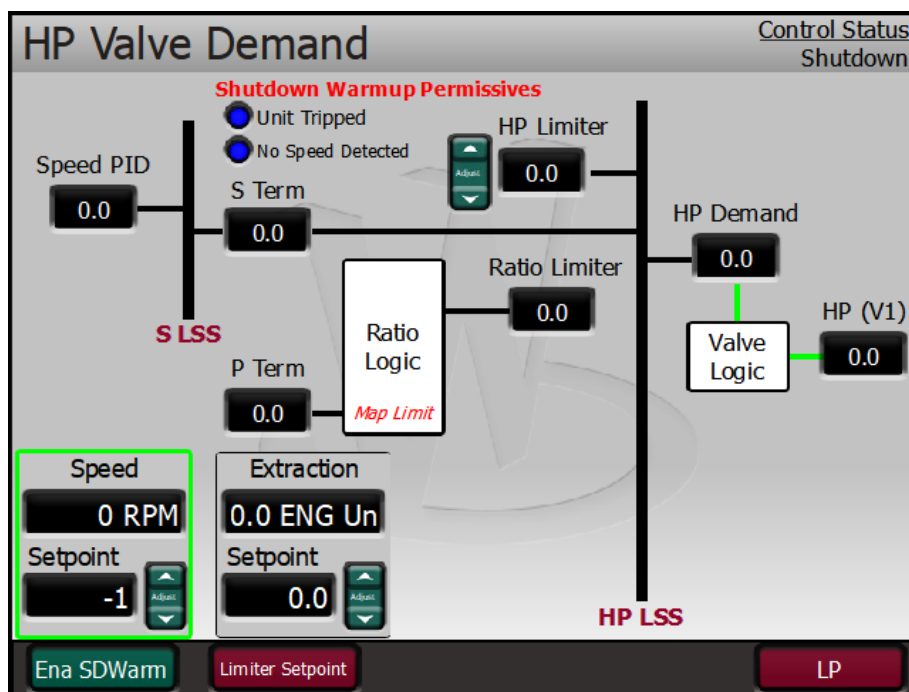 HP Valve Demand
Control Status
Shutdown
Shutdown Warmup Permissives
Unit Tripped
No Speed Detected
Speed PID
0.0
S Term
0.0
S LSS
HP Limiter
Adjust
0.0
Ratio Limiter
0.0
Ratio
Logic
Map Limit
P Term
0.0
HP Demand
0.0
Valve
Logic
HP (V1)
0.0
HP LSS
Speed
0 RPM
Setpoint
-1
Adjust
Extraction
0.0 ENG Un
Setpoint
0.0
Adjust
Ena SDWarm
Limiter Setpoint
LP